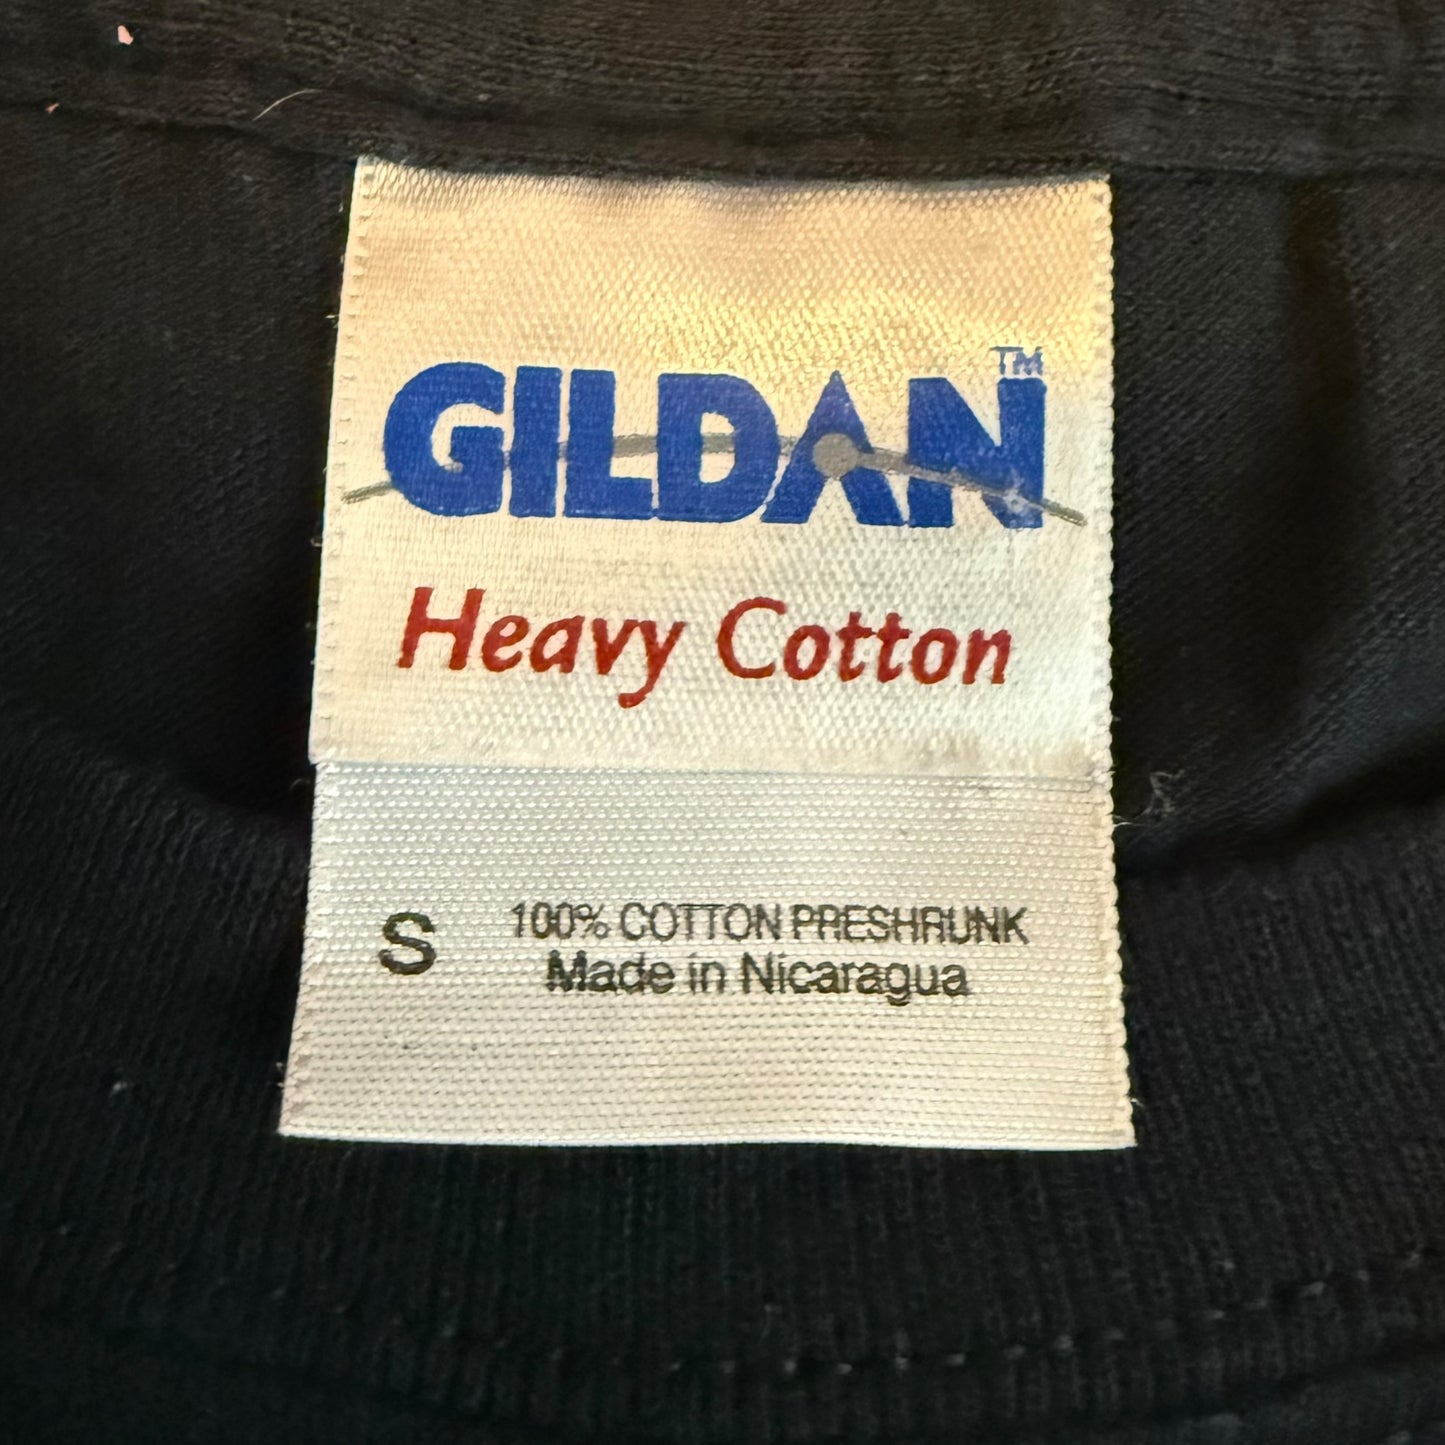 GILDAN™
Heavy Cotton
S 100% COTTON PRESHRUNK
Made in Nicaragua